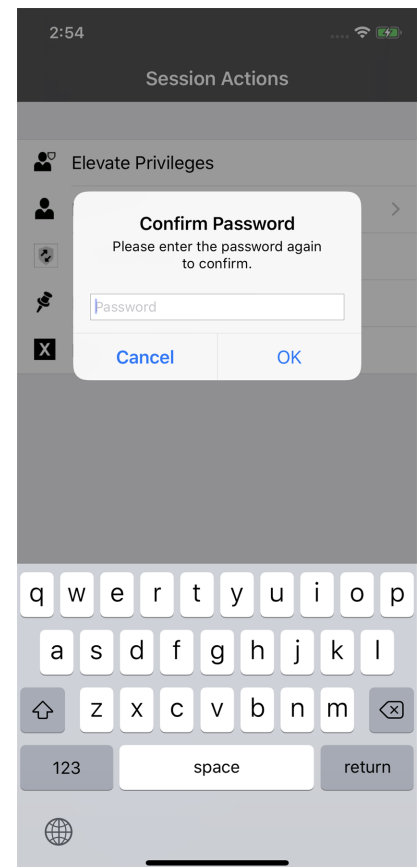 2:54
Session Actions
Elevate Privileges
Confirm Password
Please enter the password again
to confirm.
Password
Cancel OK
X
q w e r t y u i o p
a s d f g h j k l
z x c v b n m
123 space return